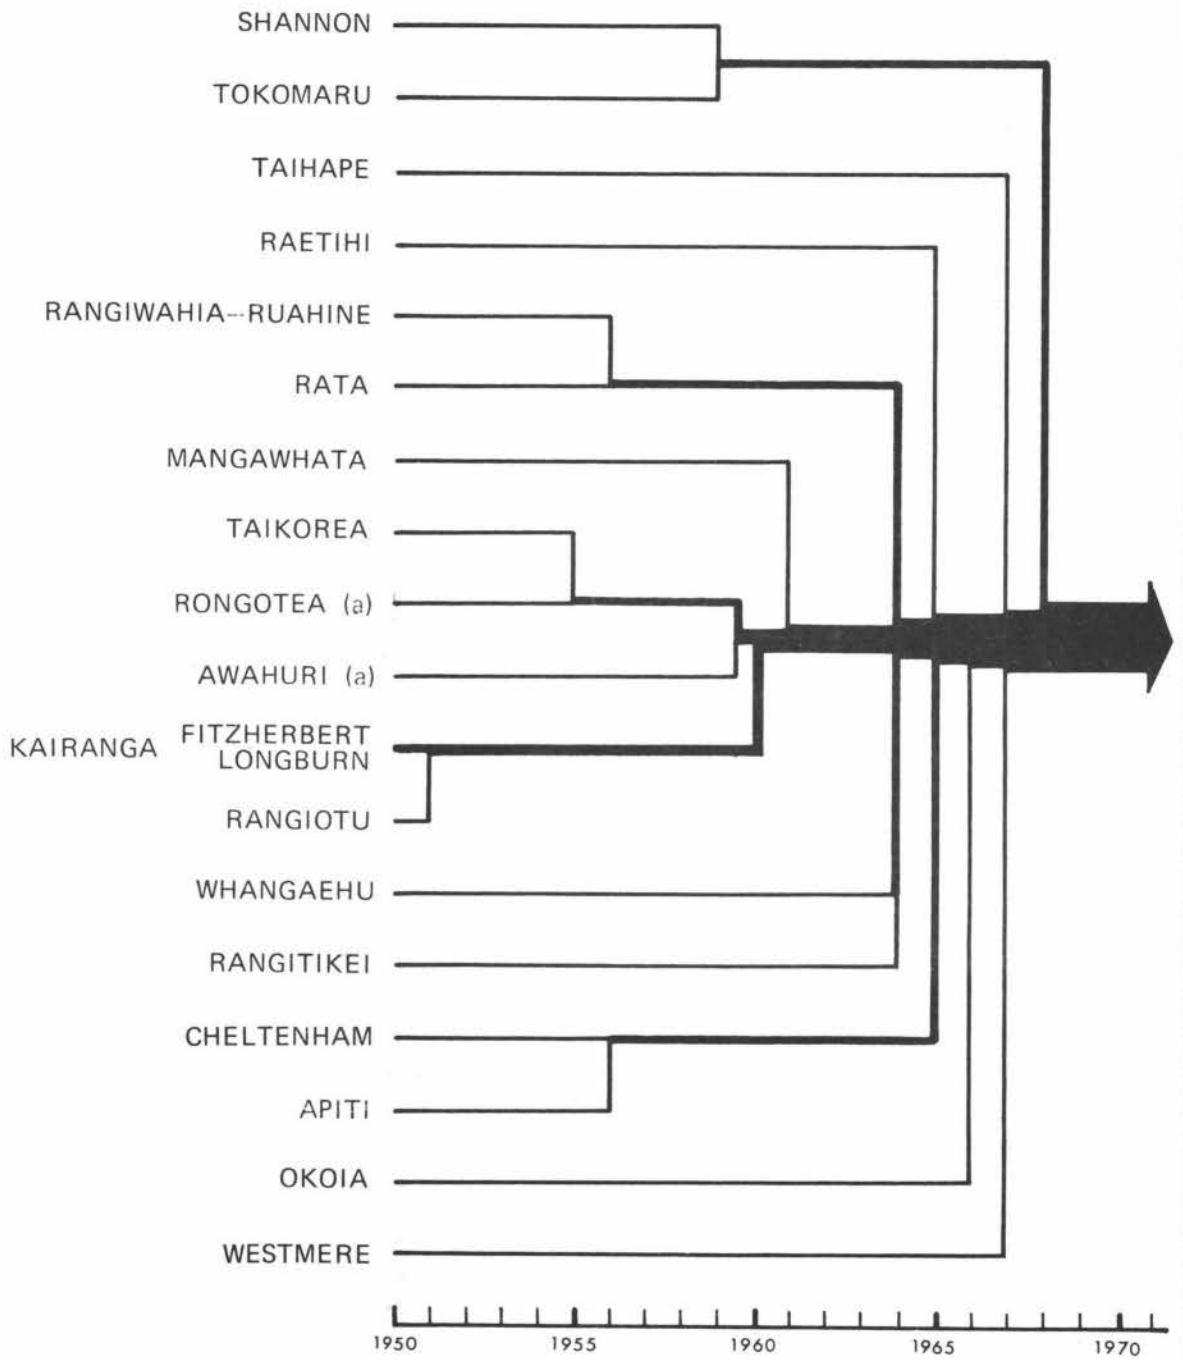 SHANNON
TOKOMARU
TAIHAPE
RAETIHI
RANGIWAHIA--RUAHINE
RATA
MANGAWHATA
TAIKOREA
RONGOTEA (a)
AWAHURI (a)
KAIRANGA FITZHERBERT
LONGBURN
RANGIOTU
WHANGAEHU
RANGITIKEI
CHELTENHAM
APITI
OKOIA
WESTMERE
1950 1955 1960 1965 1970